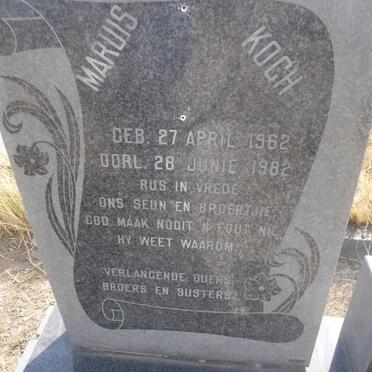 MARUIS KOCH
GEB. 27 APRIL 1962
OORL. 28 JUNIE 1982
RUS IN VREDE
ONS SEUN EN BROERTJIE
GOD MAAK NOOIT 'N FOUT NIE
HY WEET WAAROM.
VERLANGENDE OUERS
BROERS EN SUSTERS